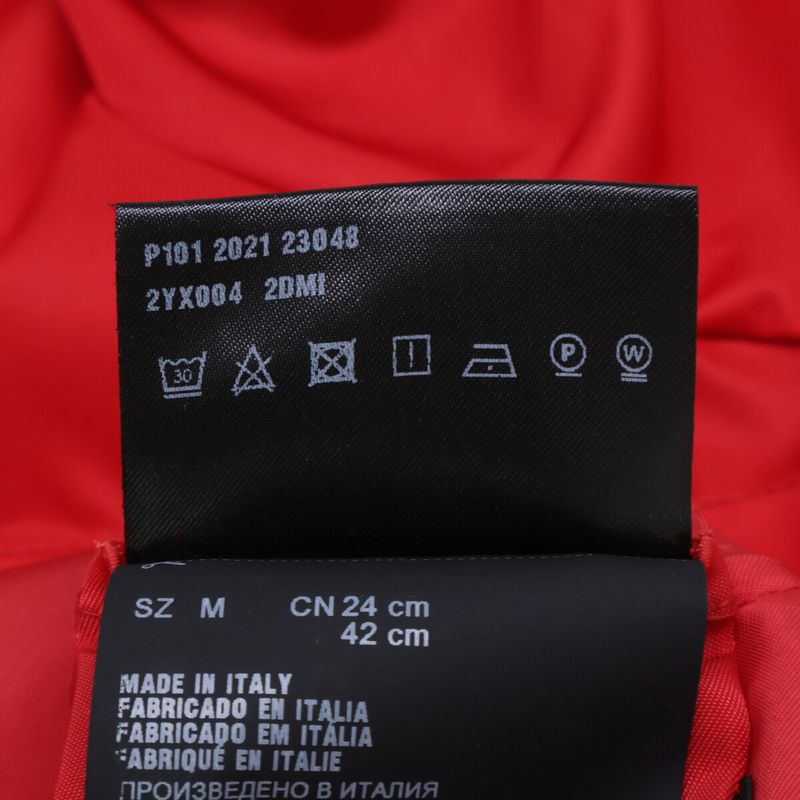 P101 2021 23048
2YX004 2DMI
30
P W
SZ M CN 24 cm
42 cm
MADE IN ITALY
FABRICADO EN ITALIA
FABRICADO EM ITÁLIA
FABRIQUÉ EN ITALIE
ПРОИЗВЕДЕНО В ИТАЛИЯ